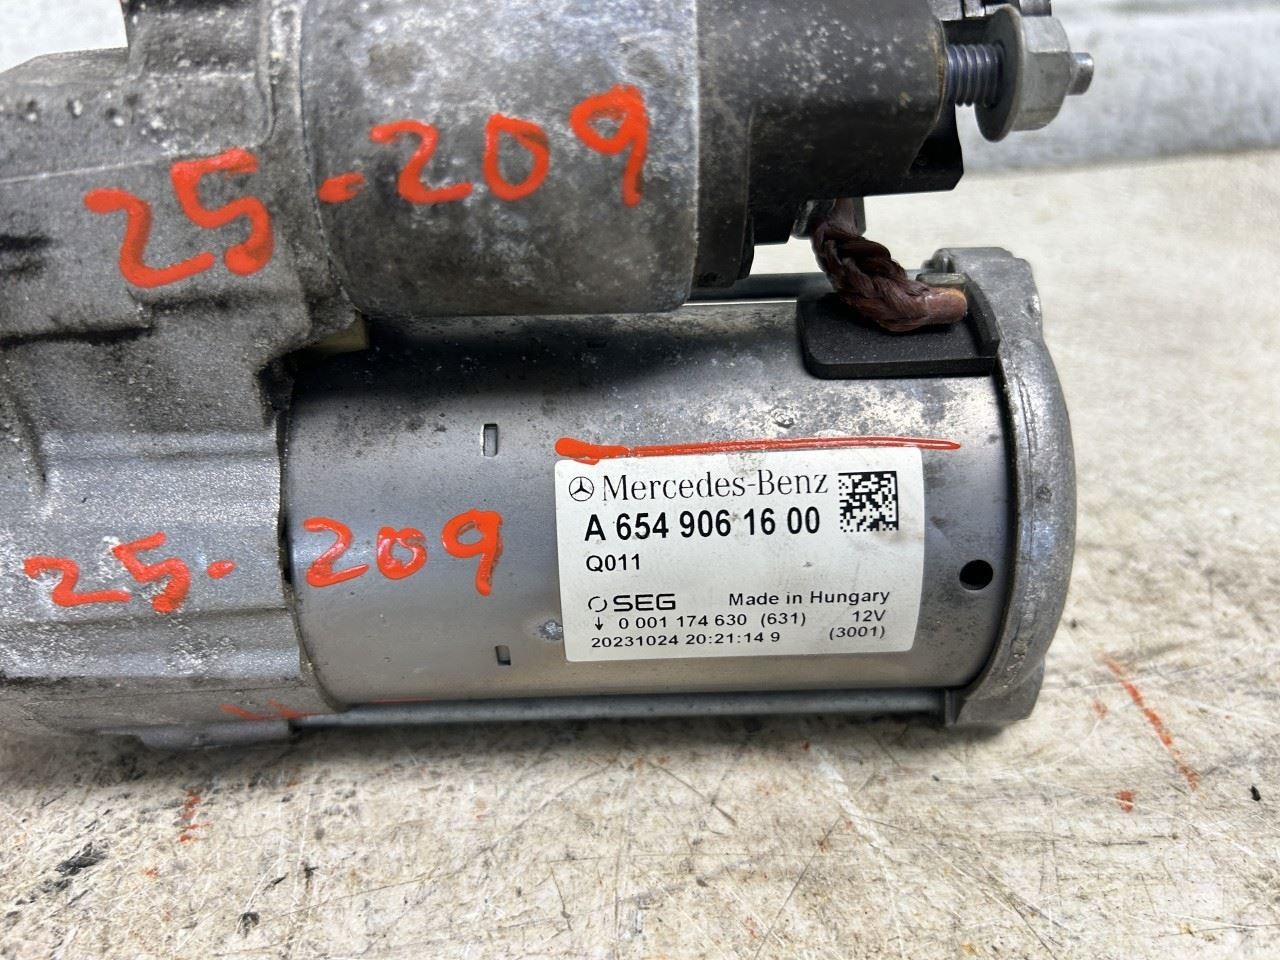 25-209
Mercedes-Benz
A 654 906 16 00
Q011
SEG Made in Hungary
0 001 174 630 (631) 12V
20231024 20:21:14 9 (3001)
25-209